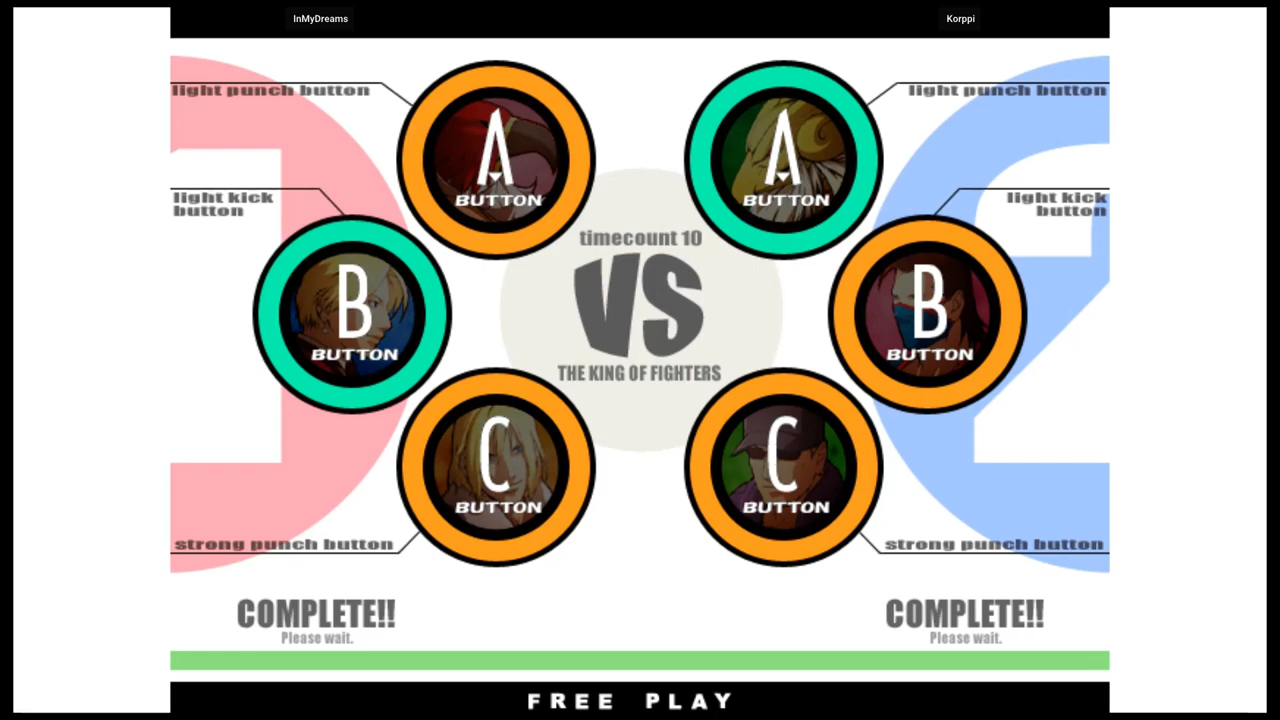 InMyDreams
Korppi
light punch button
light punch button
A
BUTTON
A
BUTTON
light kick
button
light kick
button
timecount 10
VS
THE KING OF FIGHTERS
B
BUTTON
B
BUTTON
C
BUTTON
C
BUTTON
strong punch button
strong punch button
COMPLETE!!
Please wait.
COMPLETE!!
Please wait.
FREE PLAY
1
2